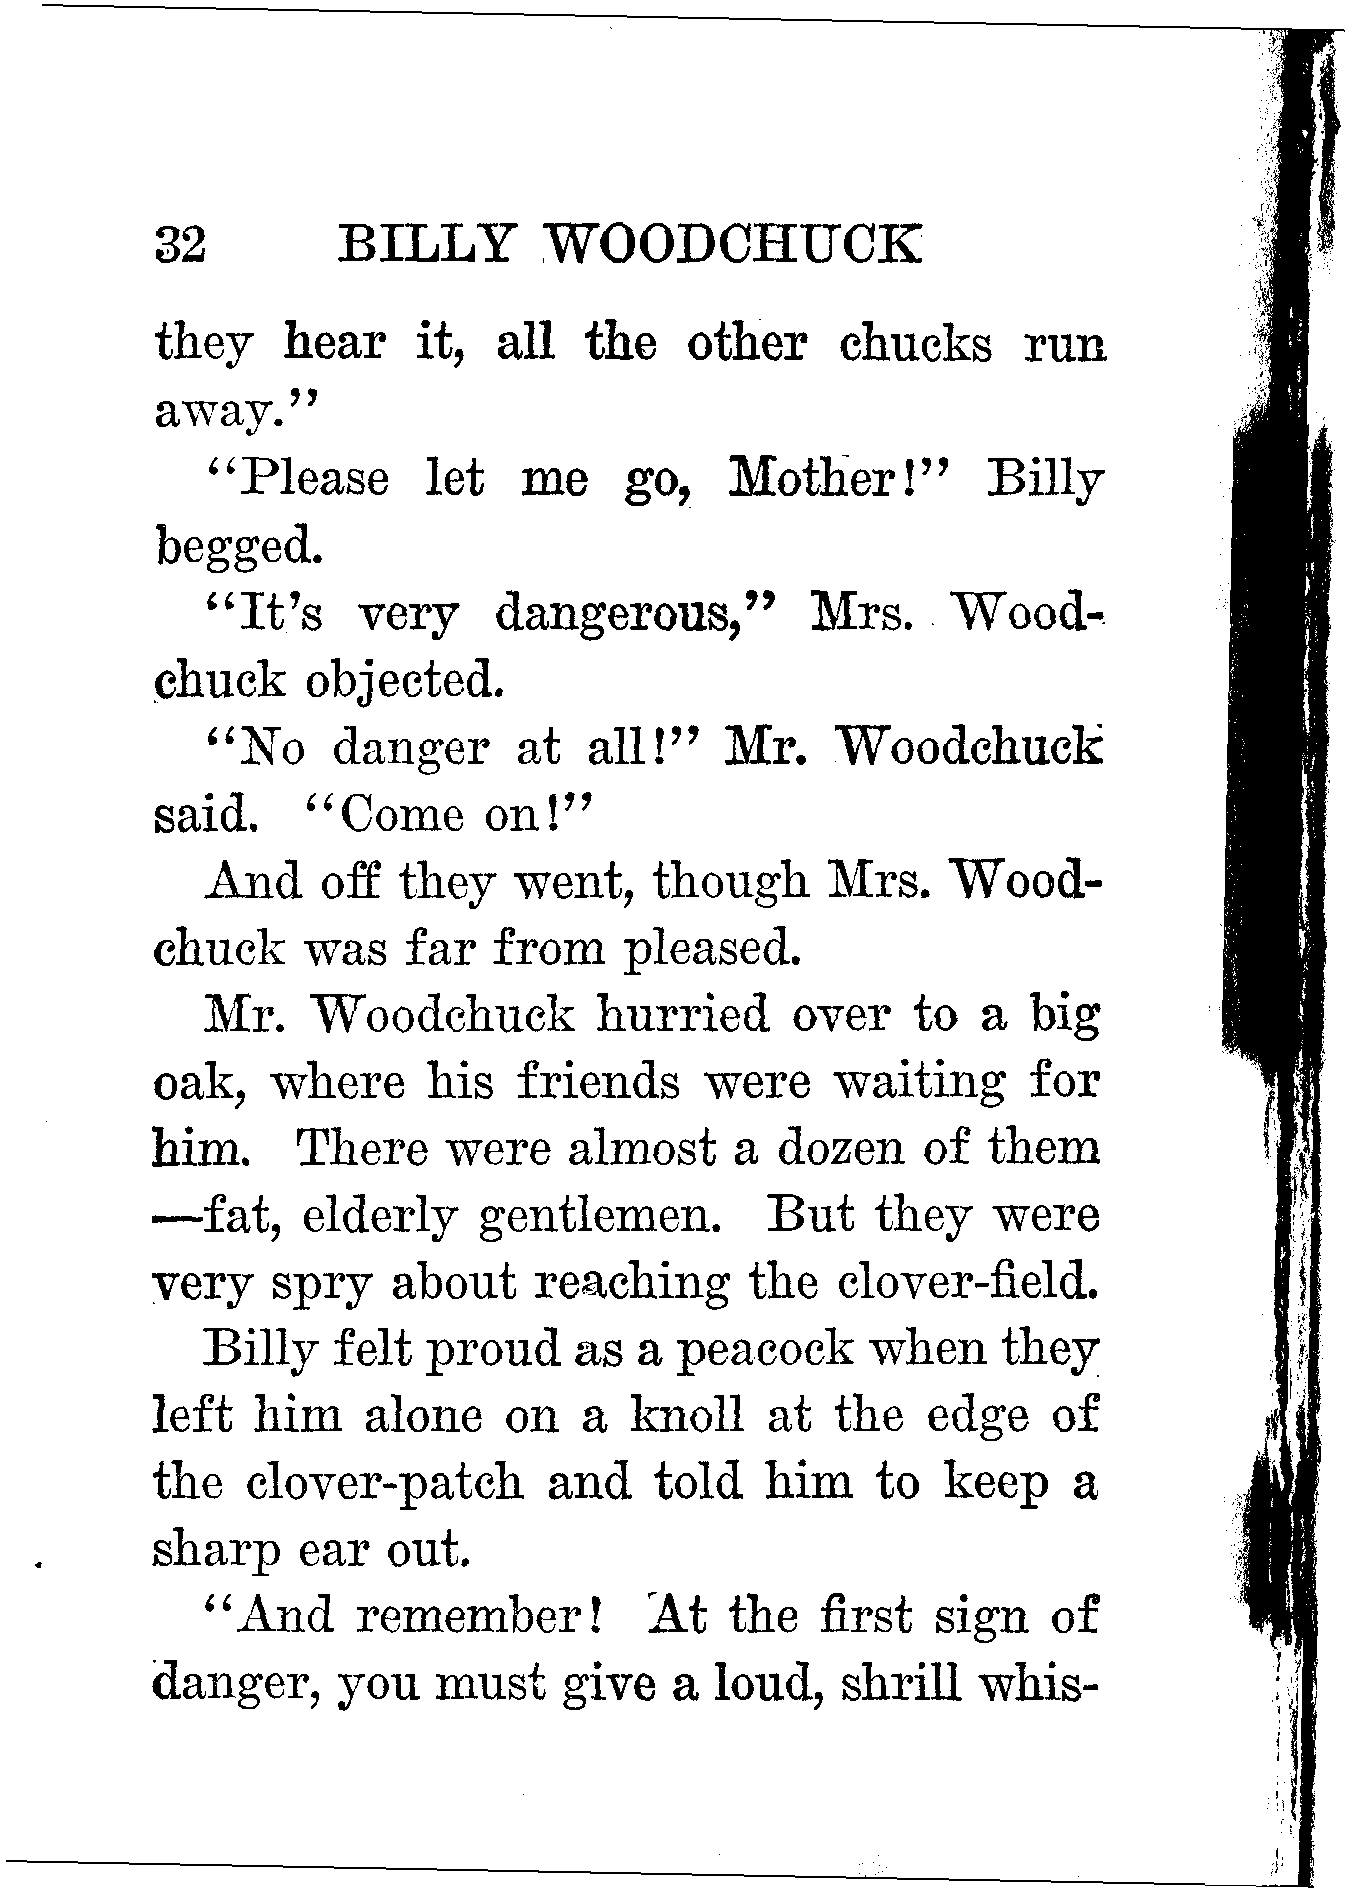 32 BILLY WOODCHUCK
they hear it, all the other chucks run
away."
"Please let me go, Mother!" Billy
begged.
"It's very dangerous," Mrs. Wood-
chuck objected.
"No danger at all!" Mr. Woodchuck
said. "Come on!"
And off they went, though Mrs. Wood-
chuck was far from pleased.
Mr. Woodchuck hurried over to a big
oak, where his friends were waiting for
him. There were almost a dozen of them
—fat, elderly gentlemen. But they were
very spry about reaching the clover-field.
Billy felt proud as a peacock when they
left him alone on a knoll at the edge of
the clover-patch and told him to keep a
sharp ear out.
"And remember! At the first sign of
danger, you must give a loud, shrill whis-